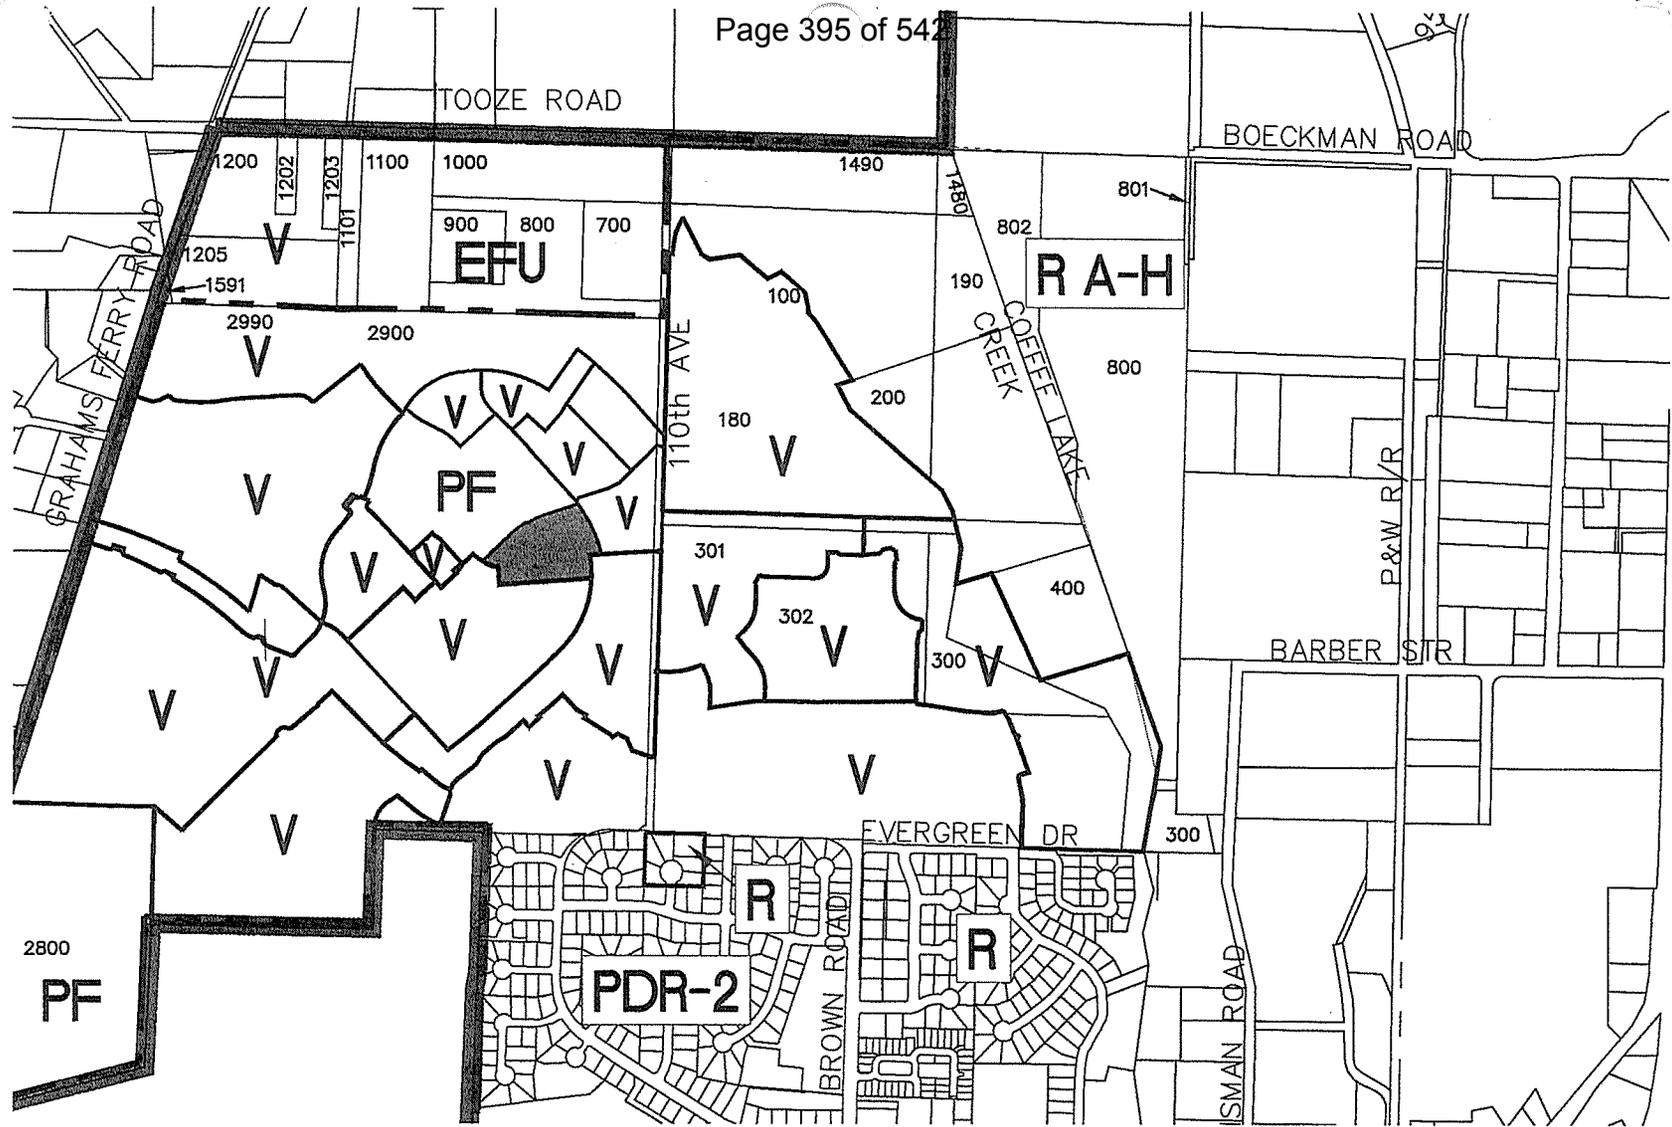 Page 395 of 542
TOOZE ROAD
BOECKMAN ROAD
1200
1202
1203
1100
1000
1490
1480
801
V
1101
900
800
700
802
EFU
R A-H
1205
1591
190
100
GRAHAMS FERRY ROAD
2990
2900
110th AVE
COFFEE LAKE
CREEK
V
800
200
V
V
180
V
V
V
PF
V
P&W R/R
V
V
301
400
V
302
V
V
V
V
300
V
BARBER STR
V
V
V
V
V
EVERGREEN DR
300
R
R
BROWN ROAD
2800
PF
PDR-2
ISMAN ROAD